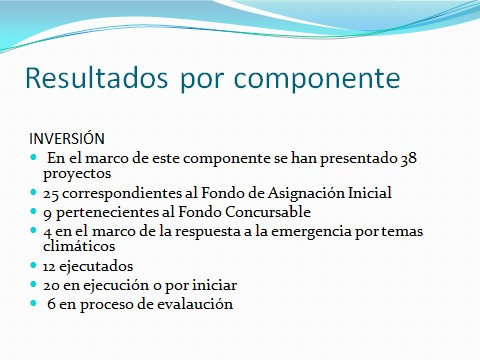 Resultados por componente
INVERSIÓN
En el marco de este componente se han presentado 38
proyectos
25 correspondientes al Fondo de Asignación Inicial
9 pertenecientes al Fondo Concursable
4 en el marco de la respuesta a la emergencia por temas
climáticos
12 ejecutados
20 en ejecución o por iniciar
6 en proceso de evalaución